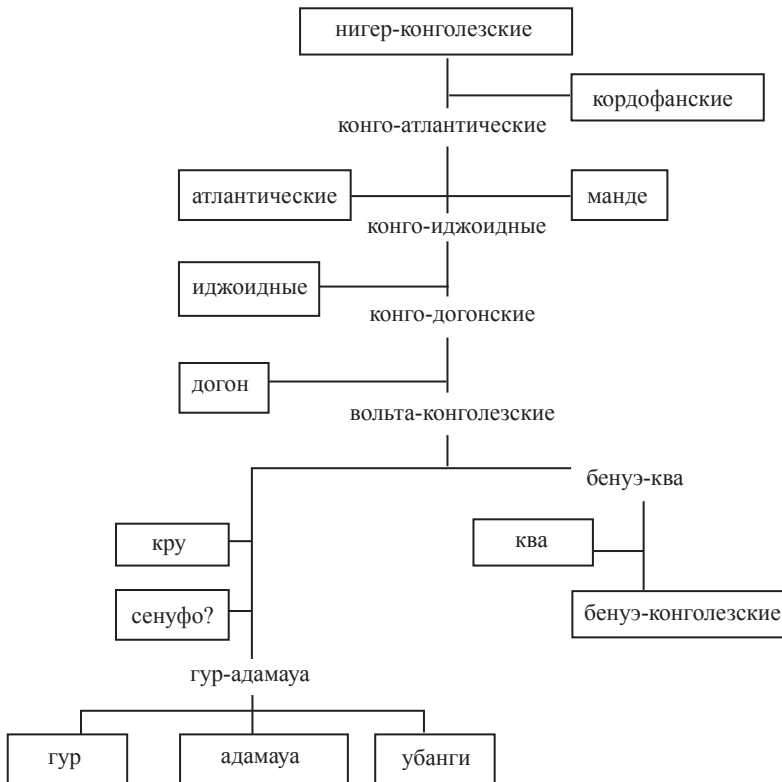 нигер-конголезские
кордофанские
конго-атлантические
атлантические
манде
конго-иджоидные
иджоидные
конго-догонские
догон
вольта-конголезские
бенуэ-ква
кру
ква
сенуфо?
бенуэ-конголезские
гур-адамауа
гур
адамауа
убанги